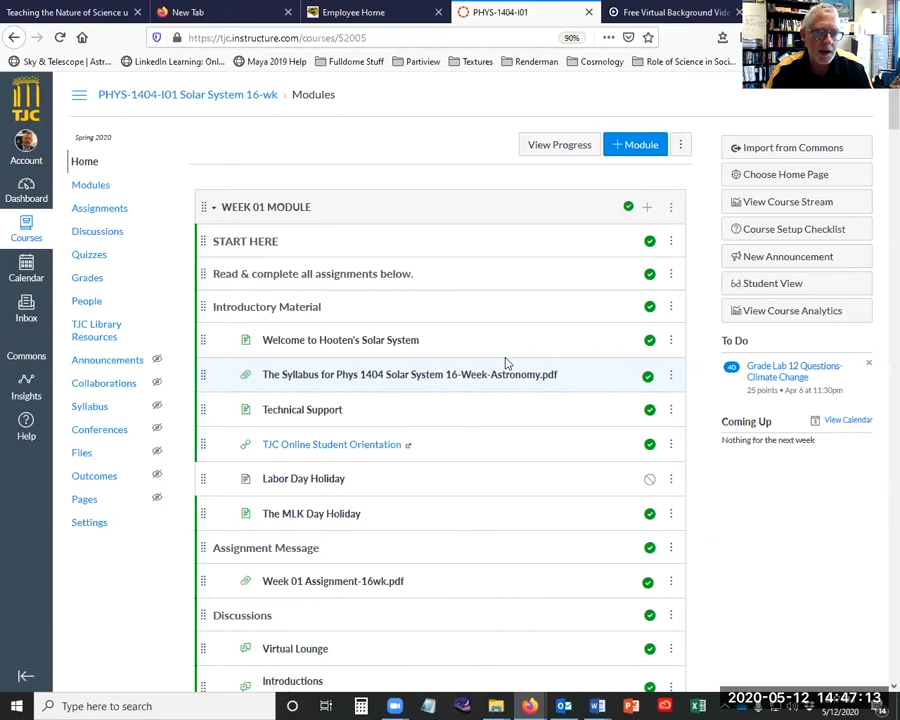 Teaching the Nature of Science u
New Tab
Employee Home
PHYS-1404-I01
Free Virtual Background Vide
https://tjc.instructure.com/courses/52005
90%
Sky & Telescope | Astr...
LinkedIn Learning: Onl...
Maya 2019 Help
Fulldome Stuff
Partiview
Textures
Renderman
Cosmology
Role of Science in Soci...
TJC
Account
Dashboard
Courses
Calendar
Inbox
Commons
Insights
Help
PHYS-1404-I01 Solar System 16-wk
Modules
Spring 2020
Home
Modules
Assignments
Discussions
Quizzes
Grades
People
TJC Library
Resources
Announcements
Collaborations
Syllabus
Conferences
Files
Outcomes
Pages
Settings
View Progress
+ Module
WEEK 01 MODULE
START HERE
Read & complete all assignments below.
Introductory Material
Welcome to Hooten's Solar System
The Syllabus for Phys 1404 Solar System 16-Week-Astronomy.pdf
Technical Support
TJC Online Student Orientation
Labor Day Holiday
The MLK Day Holiday
Assignment Message
Week 01 Assignment-16wk.pdf
Discussions
Virtual Lounge
Introductions
Import from Commons
Choose Home Page
View Course Stream
Course Setup Checklist
New Announcement
Student View
View Course Analytics
To Do
40
Grade Lab 12 Questions-
Climate Change
25 points • Apr 6 at 11:30pm
Coming Up
View Calendar
Nothing for the next week
Type here to search
2020-05-12 14:47:13
5/12/2020
14